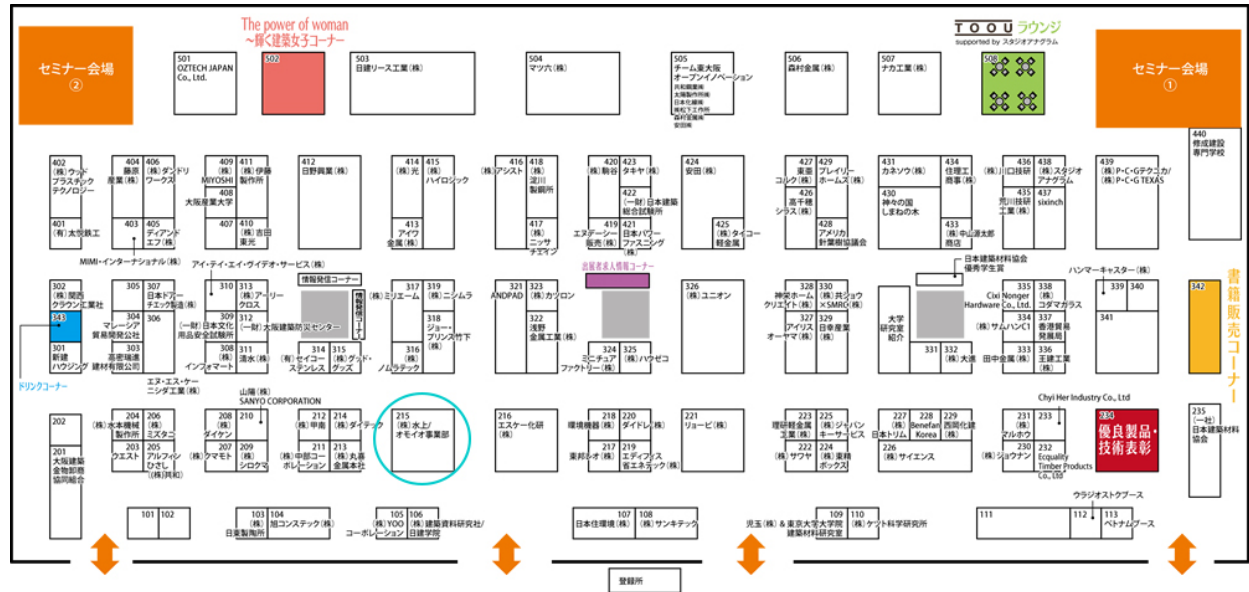 The power of woman
～輝く建築女子コーナー
TOOU ラウンジ
supported by スタジオアナグラム
セミナー会場
②
501
OZTECH JAPAN
Co., Ltd.
502
503
日建リース工業（株）
504
マツ六（株）
505
チーム東大阪
オープンイノベーション
共和鋼業㈱
太陽製作所㈱
日本化線㈱
㈱松下工作所
森村金属㈱
安田㈱
506
森村金属（株）
507
ナカ工業（株）
508
セミナー会場
①
440
修成建設
専門学校
402
（株）ウッド
プラスチック
テクノロジー
401
（有）太悦鉄工
404
藤原
産業（株）
406
（株）ダンドリ
ワークス
403
405
ディアンド
エフ（株）
MIMI・インターナショナル（株）
409
（株）
MIYOSHI
411
（株）伊藤
製作所
408
大阪産業大学
407
410
（株）吉田
東光
412
日野興業（株）
414
（株）光
415
（株）
ハイロジック
413
アイワ
金属（株）
416
（株）アシスト
418
（株）
淀川
製鋼所
417
（株）
ニッサ
チエイン
420
（株）駒谷
423
タキヤ（株）
422
（一財）日本建築
総合試験所
419
エヌデーシー
販売（株）
421
日本パワー
ファスニング
（株）
424
安田（株）
425
（株）タイコー
軽金属
427
東亜
コルク（株）
429
プレイリー
ホームズ（株）
426
高千穂
シラス（株）
428
アメリカ
針葉樹協議会
431
カネソウ（株）
434
住理工
商事（株）
430
神々の国
しまねの木
433
（株）中山源太郎
商店
436
（株）川口技研
438
（株）スタジオ
アナグラム
435
荒川技研
工業（株）
437
sixinch
439
（株）P・C・Gテクニカ/
（株）P・C・G TEXAS
302
（株）関西
クラウン工業社
343
301
新建
ハウジング
ドリンクコーナー
305
307
日本ドアー
チエック製造（株）
304
マレーシア
貿易開発公社
306
303
高密瑞進
建材有限公司
エヌ・エス・ケー
ニシダ工業（株）
アイ・テイ・エイ・ヴイデオ・サービス（株）
310
313
（株）アーリー
クロス
309
（一財）日本文化
用品安全試験所
312
（一財）大阪建築防災センター
308
（株）
インフォマート
311
清水（株）
情報発信コーナー
情報発信コーナー
314
（有）セイコー
ステンレス
315
（株）グッド・
グッズ
317
（株）ミリエーム
319
（株）ニシムラ
318
ジョー・
プリンス竹下
（株）
316
（株）
ノムラテック
321
ANDPAD
323
（株）カツロン
322
浅野
金属工業（株）
出展者求人情報コーナー
324
ミニチュア
ファクトリー（株）
325
（株）ハウゼコ
326
（株）ユニオン
328
神栄ホーム
クリエイト（株）
330
（株）共ショウ
×SMRC（株）
327
アイリス
オーヤマ（株）
329
日幸産業
（株）
日本建築材料協会
優秀学生賞
大学
研究室
紹介
331
332
（株）大進
335
Cixi Nonger
Hardware Co., Ltd.
338
（株）
コダマガラス
334
（株）サムハンC1
337
香港貿易
発展局
333
田中金属（株）
336
王建工業
（株）
ハンマーキャスター（株）
339
340
341
342
書籍販売コーナー
202
201
大阪建築
金物卸商
協同組合
204
（株）水本機械
製作所
206
（株）
ミズタニ
203
ウエスト
205
アルフィン
ひさし
（（株）共和）
山陽（株）
SANYO CORPORATION
208
（株）
ダイケン
210
207
（株）
クマモト
209
（株）
シロクマ
212
（株）甲南
214
（株）ダイテック
211
（株）中部コー
ポレーション
213
（株）丸喜
金属本社
215
（株）水上/
オモイオ事業部
216
エスケー化研
（株）
218
環境機器（株）
220
ダイドレ（株）
217
東邦レオ（株）
219
エディフィス
省エネテック（株）
221
リョービ（株）
223
理研軽金属
工業（株）
225
（株）ジャパン
キーサービス
222
（株）サワヤ
224
（株）東精
ボックス
227
（株）
日本トリム
228
Benefan
Korea
229
西岡化建
（株）
226
（株）サイエンス
231
（株）
マルホウ
233
230
（株）ジョウナン
232
Ecquality
Timber Products
Co., Ltd
Chyi Her Industry Co., Ltd
234
優良製品・
技術表彰
235
（一社）
日本建築材料
協会
101
102
103
（株）
日東製陶所
104
旭コンステック（株）
105
（株）YOO
コーポレーション
106
（株）建築資料研究社/
日建学院
107
日本住環境（株）
108
（株）サンキテック
109
児玉（株）＆東京大学大学院
建築材料研究室
110
（株）ケツト科学研究所
ウラジオストクブース
111
112
113
ベトナムブース
登録所